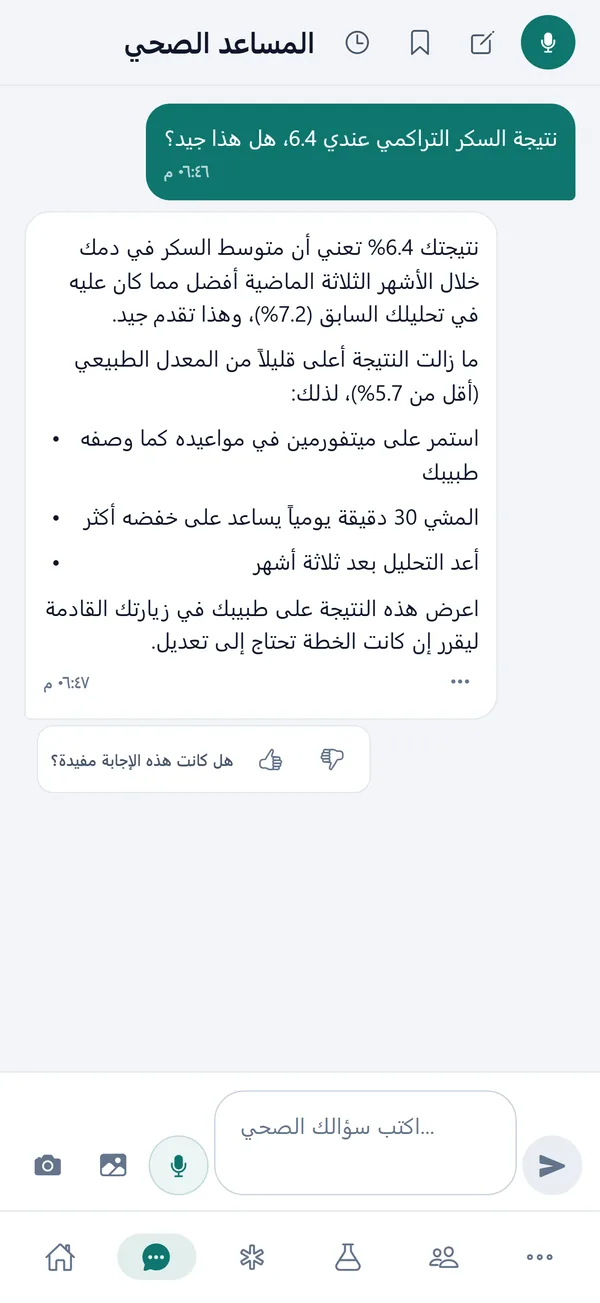 المساعد الصحي
نتيجة السكر التراكمي عندي 6.4، هل هذا جيد؟
٠٦:٤٦ م
نتيجتك 6.4% تعني أن متوسط السكر في دمك
خلال الأشهر الثلاثة الماضية أفضل مما كان عليه
في تحليلك السابق (7.2%)، وهذا تقدم جيد.
ما زالت النتيجة أعلى قليلاً من المعدل الطبيعي
(أقل من 5.7%)، لذلك:
• استمر على ميتفورمين في مواعيده كما وصفه
طبيبك
• المشي 30 دقيقة يومياً يساعد على خفضه أكثر
• أعد التحليل بعد ثلاثة أشهر
اعرض هذه النتيجة على طبيبك في زيارتك القادمة
ليقرر إن كانت الخطة تحتاج إلى تعديل.
٠٦:٤٧ م
هل كانت هذه الإجابة مفيدة؟
اكتب سؤالك الصحي...